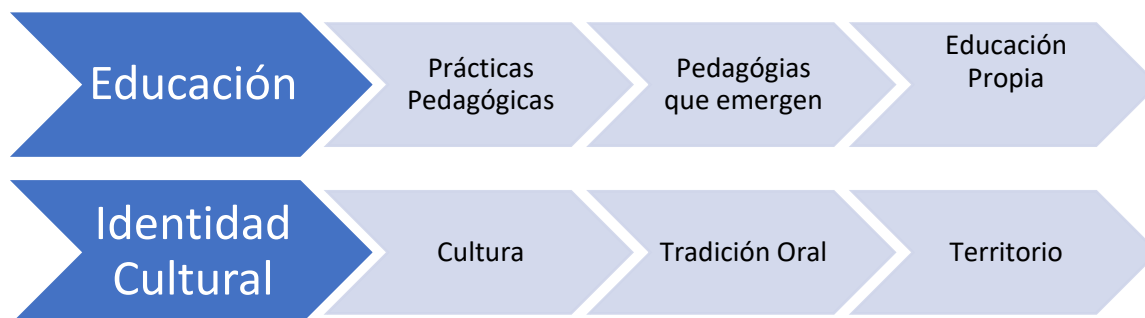 Educación
Prácticas
Pedagógicas
Pedagógias
que emergen
Educación
Propia
Identidad
Cultural
Cultura
Tradición Oral
Territorio